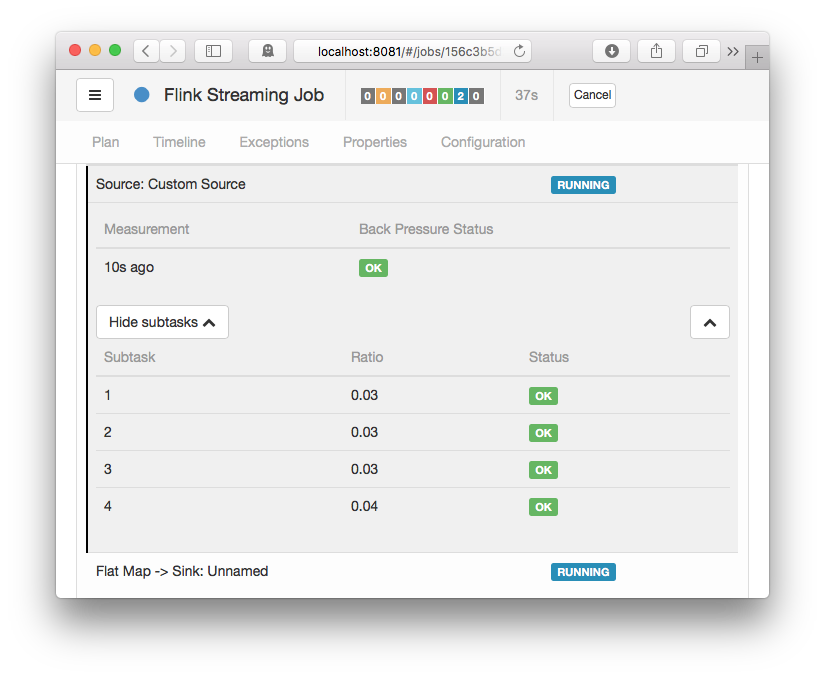 localhost:8081/#/jobs/156c3b5d
Flink Streaming Job 0 0 0 0 0 0 2 0 37s Cancel
Plan Timeline Exceptions Properties Configuration
Source: Custom Source RUNNING
Measurement Back Pressure Status
10s ago OK
Hide subtasks
Subtask Ratio Status
1 0.03 OK
2 0.03 OK
3 0.03 OK
4 0.04 OK
Flat Map -> Sink: Unnamed RUNNING